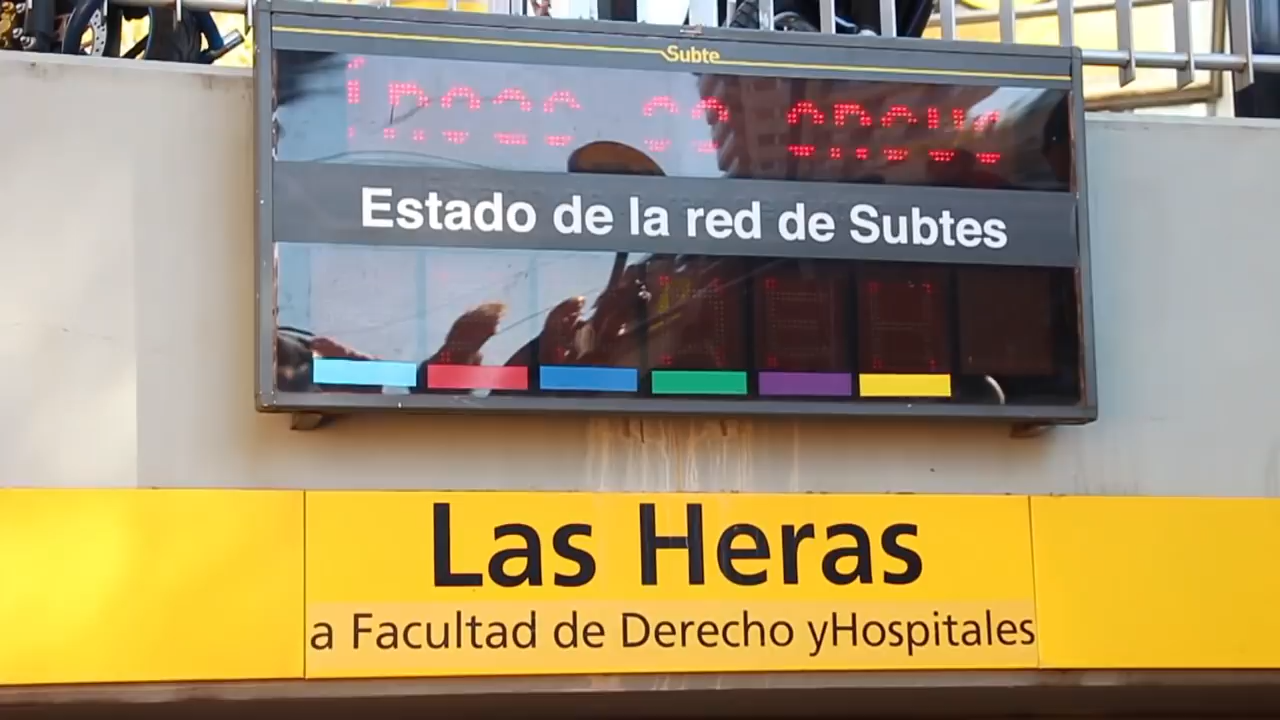 Subte
Estado de la red de Subtes
Las Heras
a Facultad de Derecho yHospitales